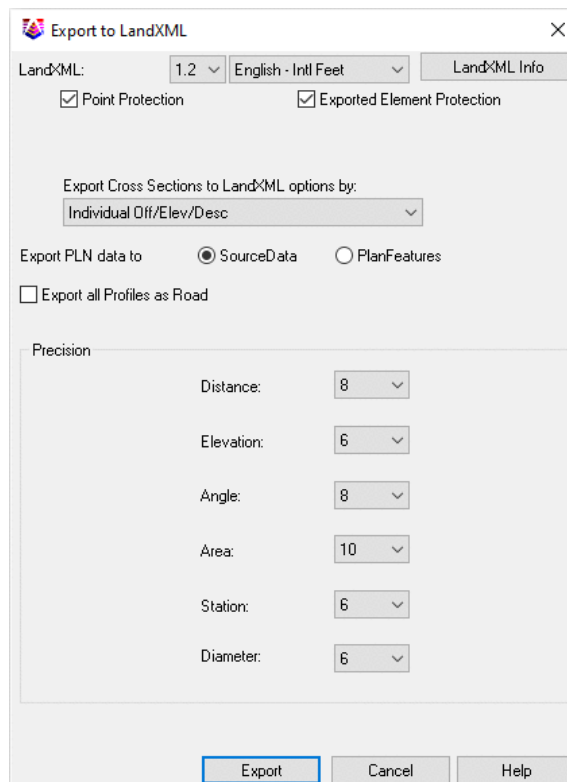 Export to LandXML
LandXML: 1.2 English - Intl Feet LandXML Info
Point Protection Exported Element Protection
Export Cross Sections to LandXML options by:
Individual Off/Elev/Desc
Export PLN data to SourceData PlanFeatures
Export all Profiles as Road
Precision
Distance: 8
Elevation: 6
Angle: 8
Area: 10
Station: 6
Diameter: 6
Export Cancel Help